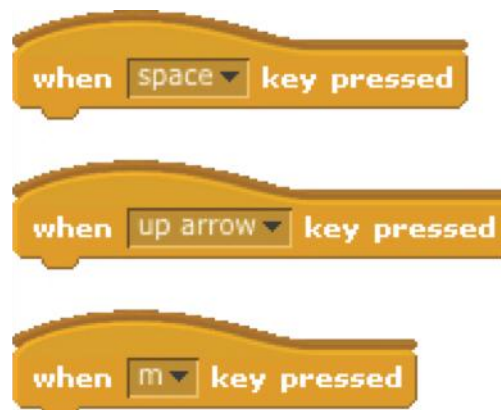 when space key pressed
when up arrow key pressed
when m key pressed